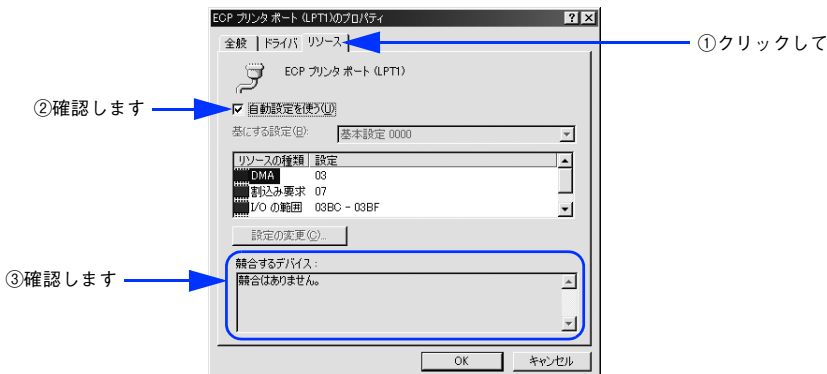 ECP プリンタ ポート (LPT1)のプロパティ
全般 ドライバ リソース
①クリックして
ECP プリンタ ポート (LPT1)
②確認します
自動設定を使う(U)
基にする設定(B): 基本設定 0000
リソースの種類 設定
DMA 03
割込み要求 07
I/O の範囲 03BC - 03BF
設定の変更(C)...
競合するデバイス :
③確認します
競合はありません。
OK キャンセル